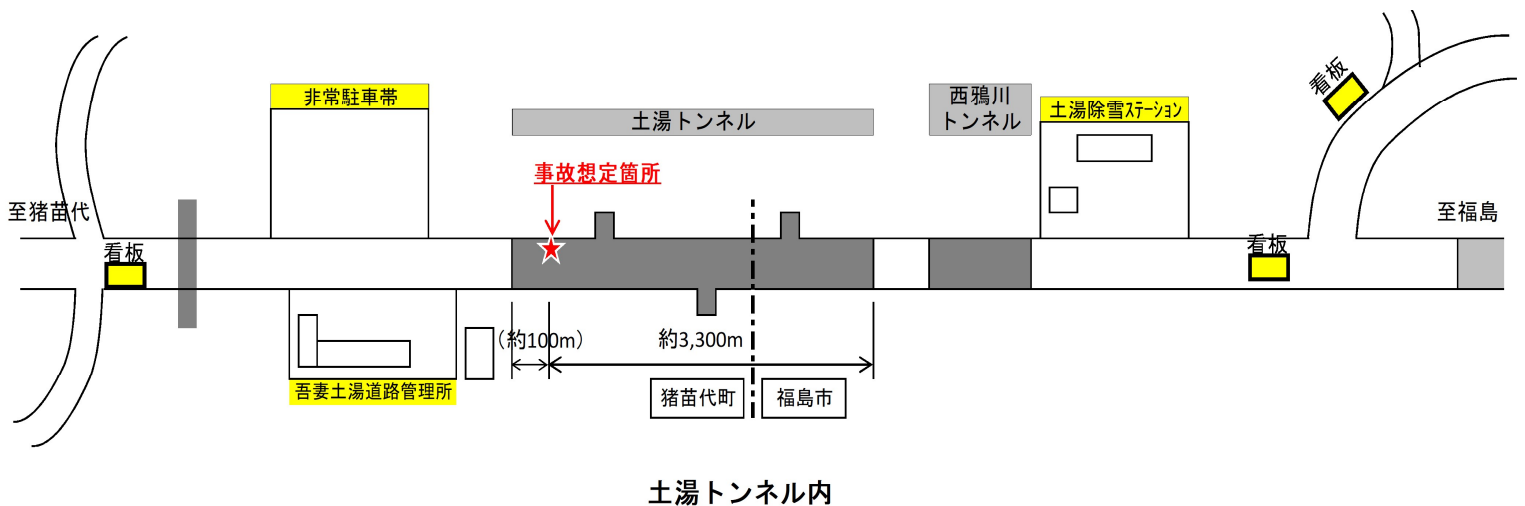 非常駐車帯
土湯トンネル
西鴉川
トンネル
土湯除雪ステーション
看板
事故想定箇所
至猪苗代
至福島
看板
看板
(約100m)
約3,300m
吾妻土湯道路管理所
猪苗代町
福島市
土湯トンネル内